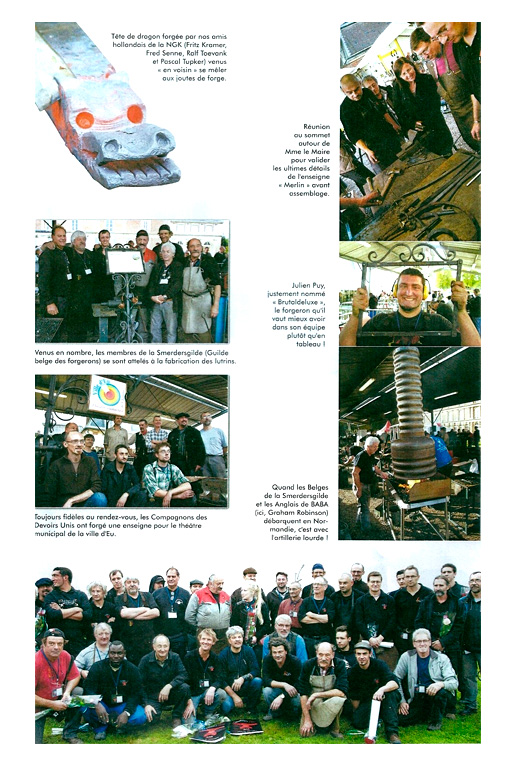 Tête de dragon forgée par nos amis
hollandais de la NGK (Fritz Kramer,
Fred Senne, Ralf Toevank
et Pascal Tupker) venus
« en voisin » se mêler
aux joutes de forge.
Réunion
au sommet
autour de
Mme le Maire
pour valider
les ultimes détails
de l'enseigne
« Merlin » avant
assemblage.
Julien Puy,
justement nommé
« Brutaldeluxe »,
le forgeron qu'il
vaut mieux avoir
dans son équipe
plutôt qu'en
tableau !
Venus en nombre, les membres de la Smerdersgilde (Guilde
belge des forgerons) se sont attelés à la fabrication des lutrins.
Quand les Belges
de la Smerdersgilde
et les Anglais de BABA
(ici, Graham Robinson)
débarquent en Nor-
mandie, c'est avec
l'artillerie lourde !
Toujours fidèles au rendez-vous, les Compagnons des
Devoirs Unis ont forgé une enseigne pour le théâtre
municipal de la ville d'Eu.